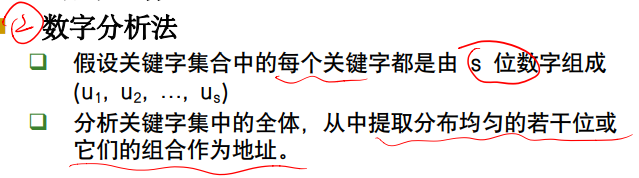 ② 数字分析法
假设关键字集合中的每个关键字都是由 s 位数字组成
(u1, u2, …, us)
分析关键字集中的全体，从中提取分布均匀的若干位或
它们的组合作为地址。